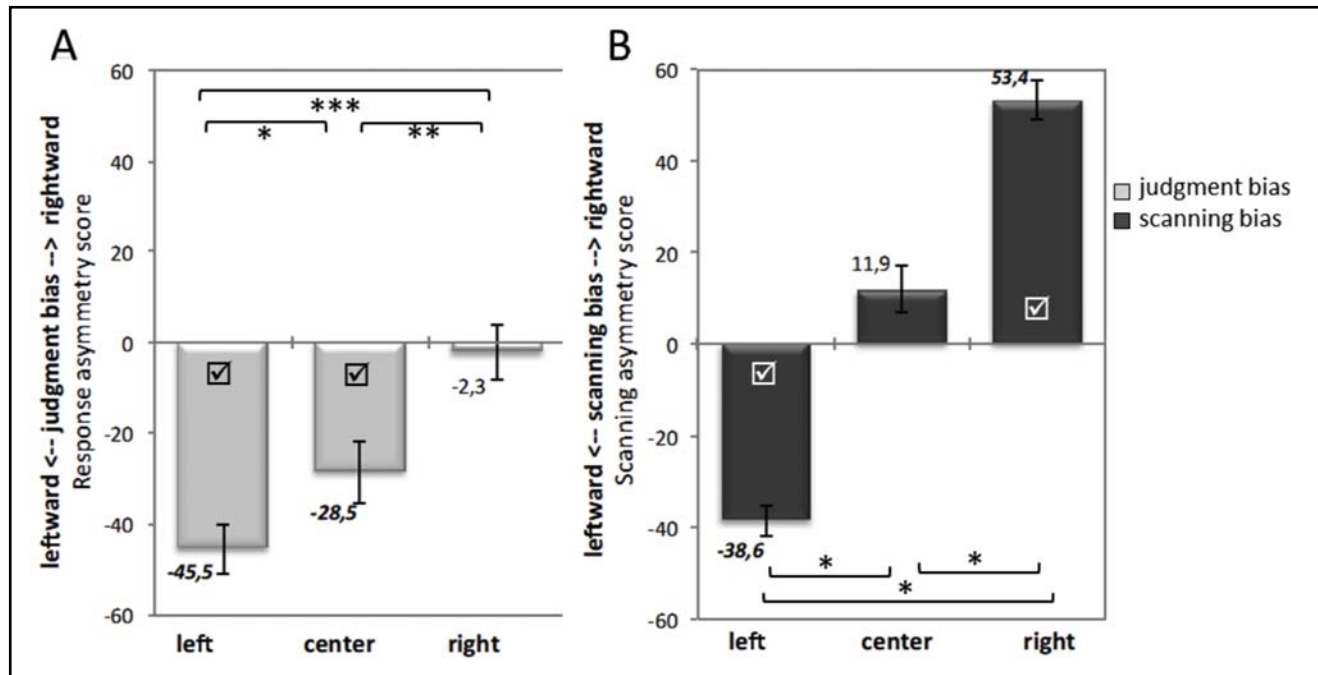 A
leftward <-- judgment bias --> rightward
Response asymmetry score
60
40
20
0
-20
-40
-60
***
*
**
-45,5
-28,5
-2,3
left
center
right
B
leftward <-- scanning bias --> rightward
Scanning asymmetry score
60
40
20
0
-20
-40
-60
53,4
11,9
-38,6
*
*
*
left
center
right
judgment bias
scanning bias